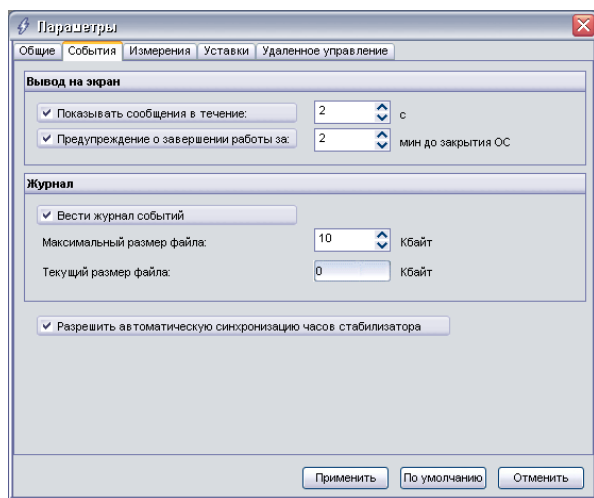 Параметры
Общие События Измерения Уставки Удаленное управление
Вывод на экран
Показывать сообщения в течение: 2 с
Предупреждение о завершении работы за: 2 мин до закрытия ОС
Журнал
Вести журнал событий
Максимальный размер файла: 10 Кбайт
Текущий размер файла: 0 Кбайт
Разрешить автоматическую синхронизацию часов стабилизатора
Применить По умолчанию Отменить